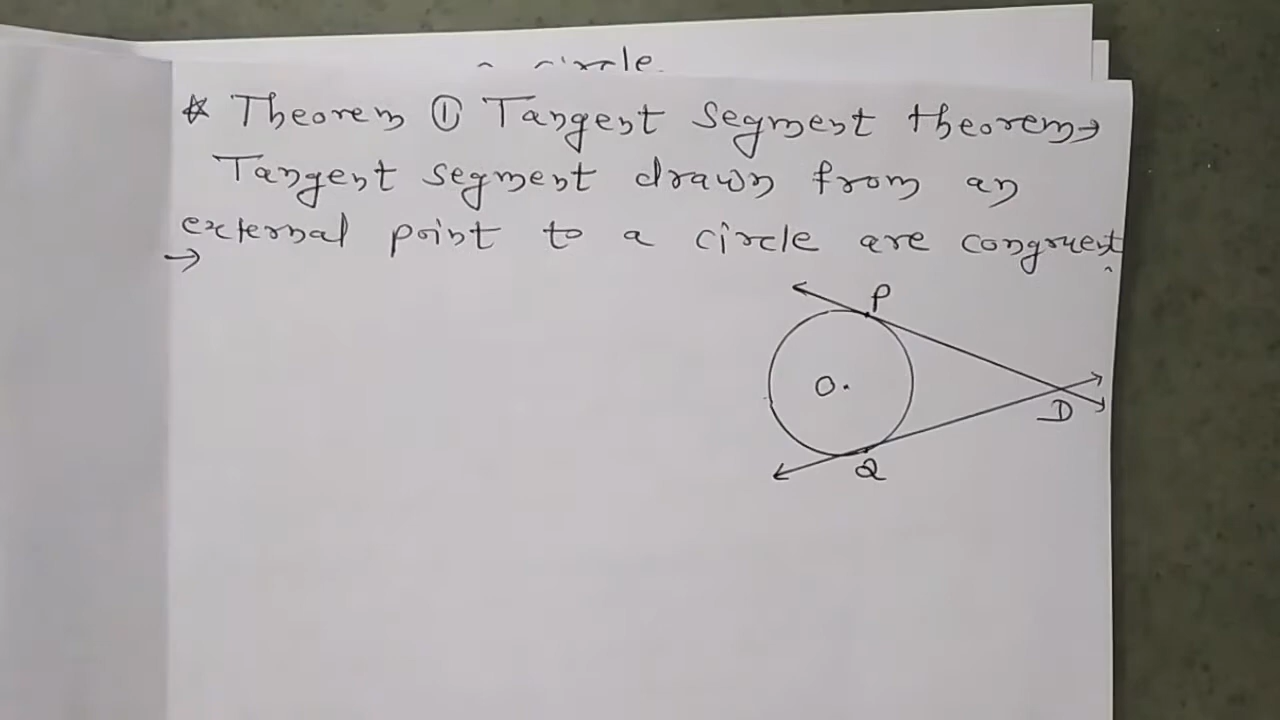 circle.
* Theorem ① Tangent segment theorem→
Tangent segment drawn from an
external point to a circle are congruent.
→
P
O.
D
Q